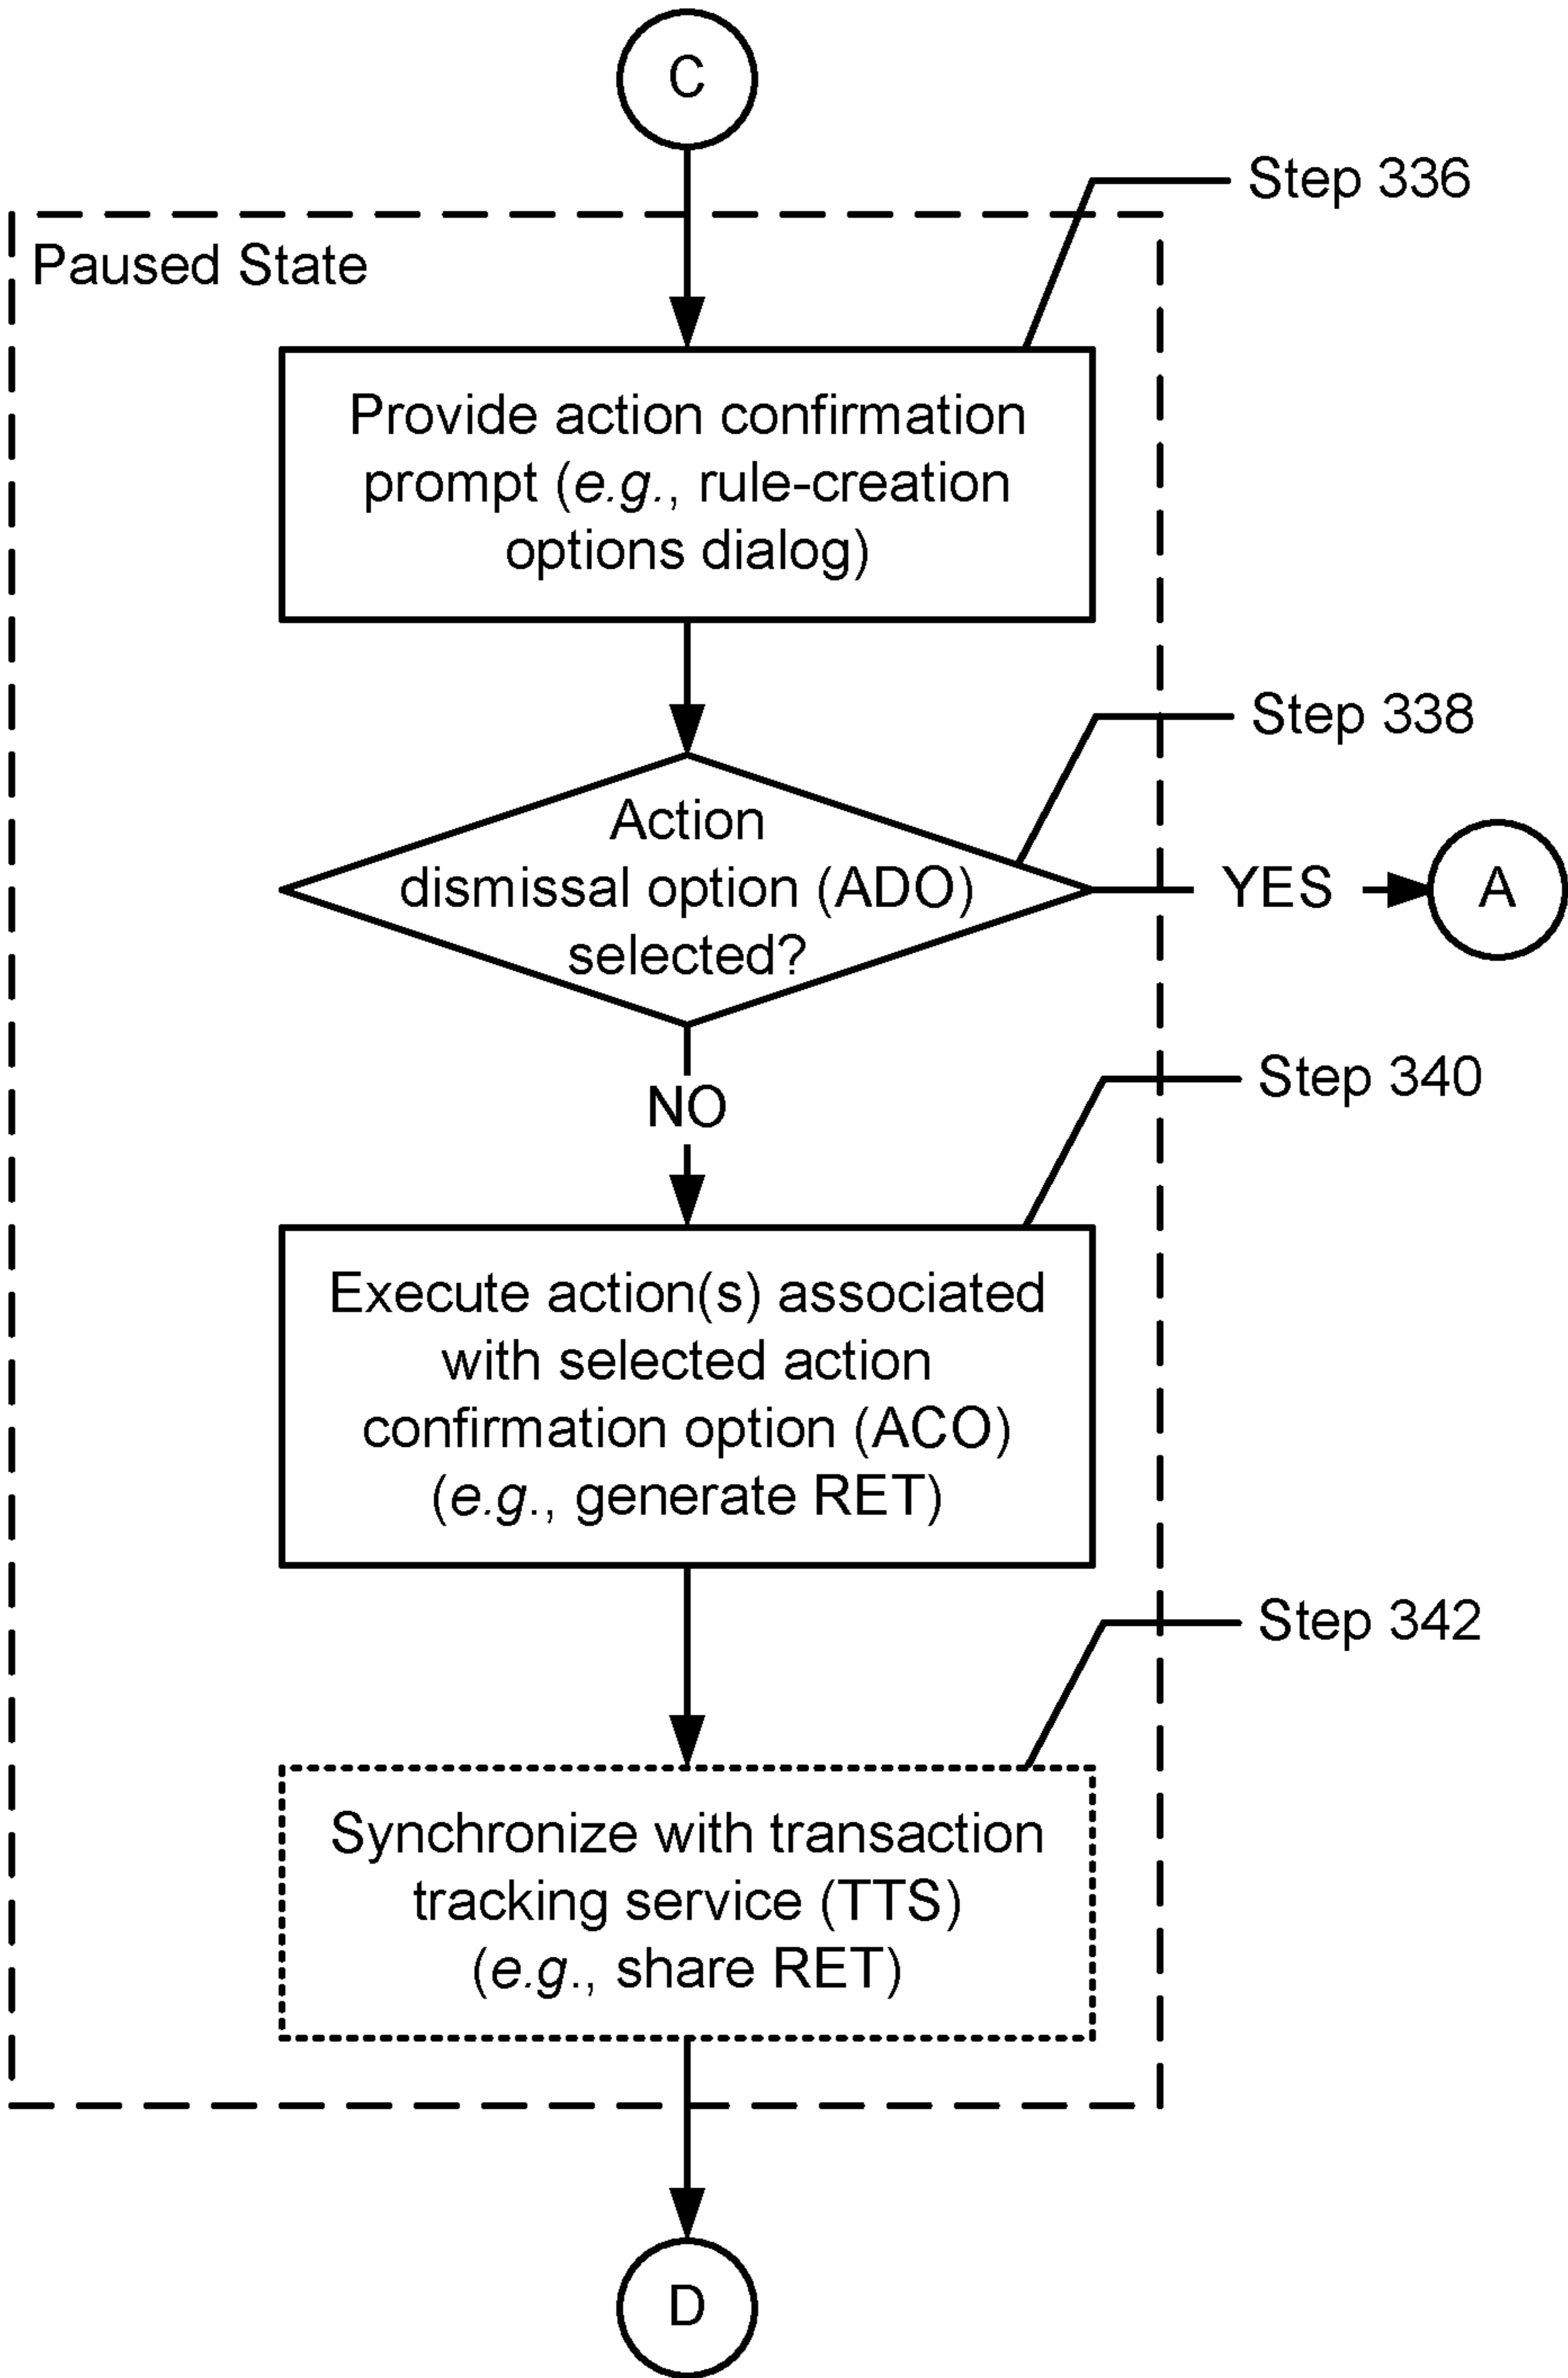 C
Step 336
Paused State
Provide action confirmation
prompt (e.g., rule-creation
options dialog)
Step 338
Action
dismissal option (ADO)
selected?
YES
A
NO
Step 340
Execute action(s) associated
with selected action
confirmation option (ACO)
(e.g., generate RET)
Step 342
Synchronize with transaction
tracking service (TTS)
(e.g., share RET)
D